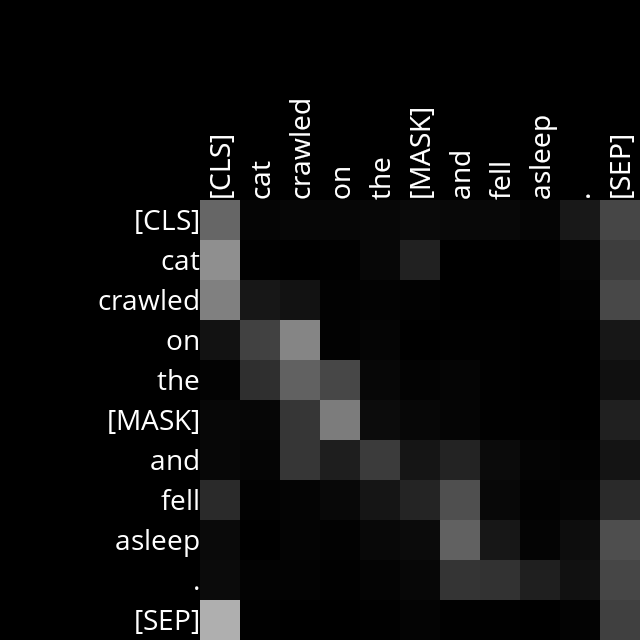 [CLS] cat crawled on the [MASK] and fell asleep . [SEP]
[CLS]
cat
crawled
on
the
[MASK]
and
fell
asleep
.
[SEP]